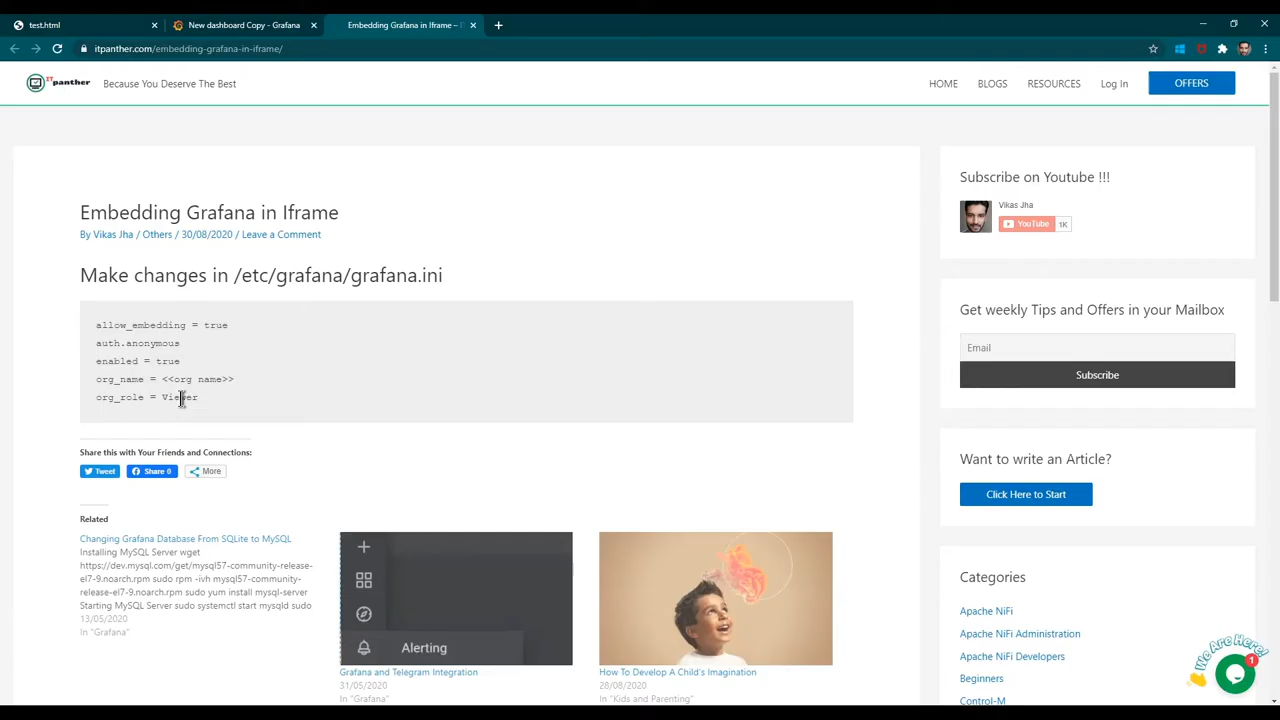 test.html
New dashboard Copy - Grafana
Embedding Grafana in Iframe –
itpanther.com/embedding-grafana-in-iframe/
ITpanther
Because You Deserve The Best
HOME
BLOGS
RESOURCES
Log In
OFFERS
Embedding Grafana in Iframe
By Vikas Jha / Others / 30/08/2020 / Leave a Comment
Make changes in /etc/grafana/grafana.ini
allow_embedding = true
auth.anonymous
enabled = true
org_name = <<org name>>
org_role = Viewer
Share this with Your Friends and Connections:
Tweet
Share 0
More
Related
Changing Grafana Database From SQLite to MySQL
Installing MySQL Server wget
https://dev.mysql.com/get/mysql57-community-release-
el7-9.noarch.rpm sudo rpm -ivh mysql57-community-
release-el7-9.noarch.rpm sudo yum install mysql-server
Starting MySQL Server sudo systemctl start mysqld sudo
13/05/2020
In "Grafana"
Alerting
Grafana and Telegram Integration
31/05/2020
In "Grafana"
How To Develop A Child's Imagination
28/08/2020
In "Kids and Parenting"
Subscribe on Youtube !!!
Vikas Jha
YouTube
1K
Get weekly Tips and Offers in your Mailbox
Email
Subscribe
Want to write an Article?
Click Here to Start
Categories
Apache NiFi
Apache NiFi Administration
Apache NiFi Developers
Beginners
Control-M
We Are Here!
1